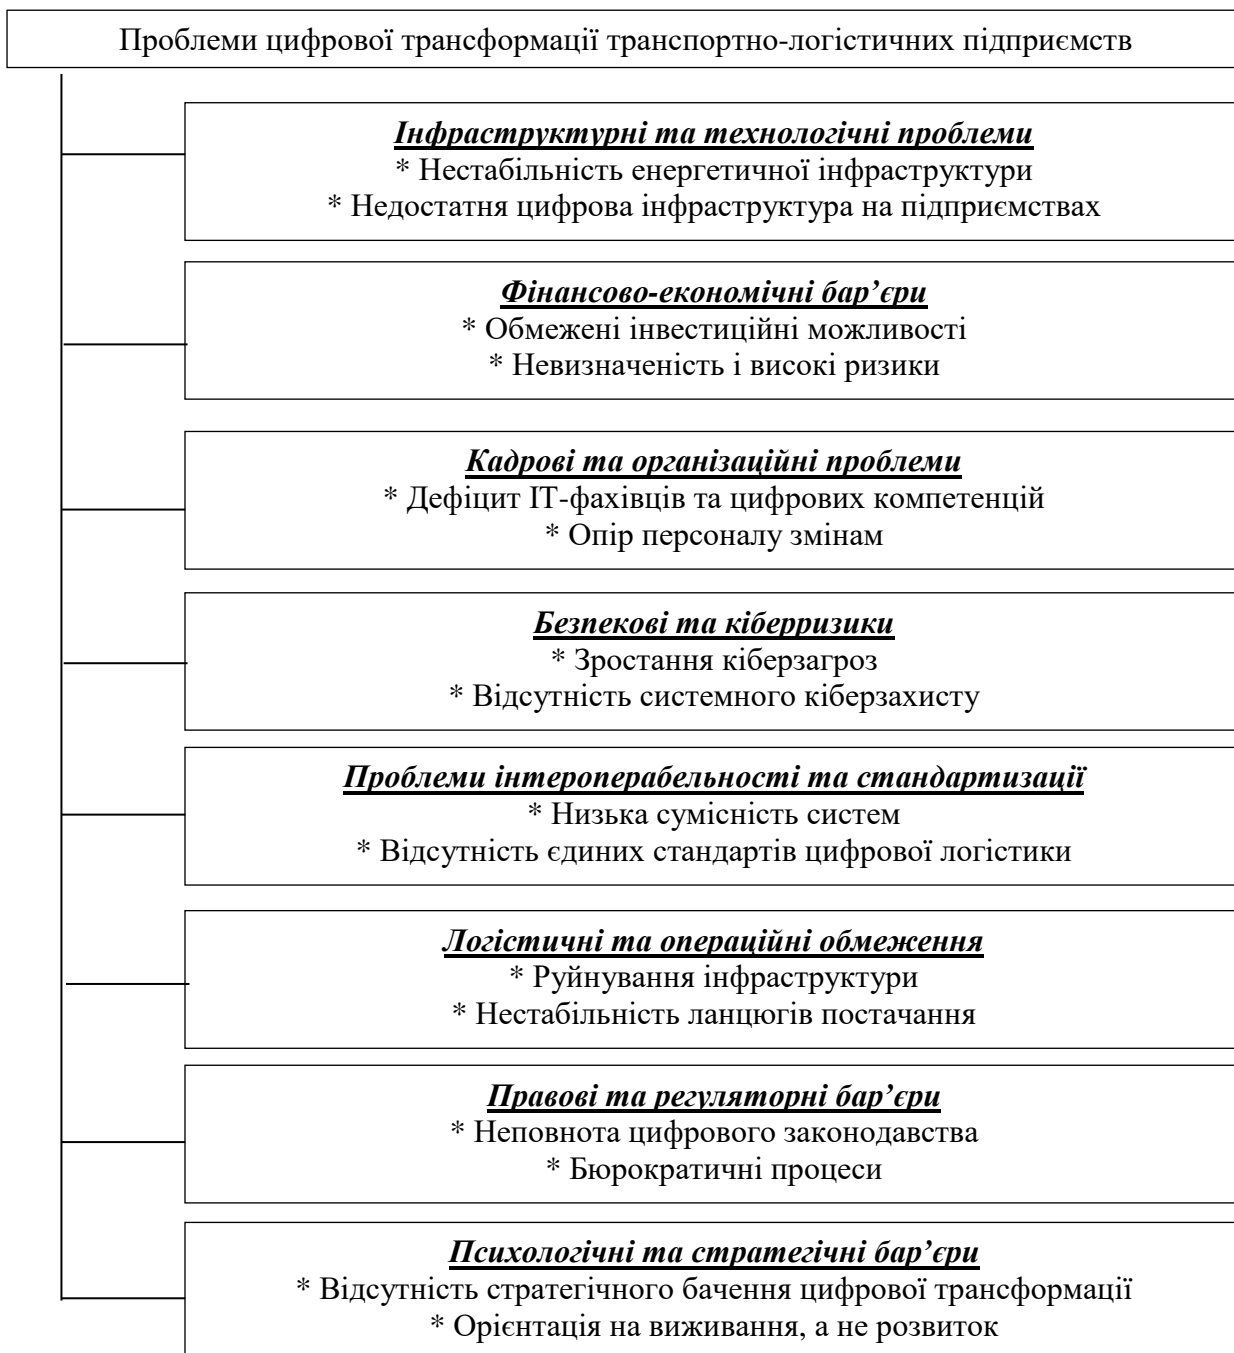 Проблеми цифрової трансформації транспортно-логістичних підприємств
Інфраструктурні та технологічні проблеми
* Нестабільність енергетичної інфраструктури
* Недостатня цифрова інфраструктура на підприємствах
Фінансово-економічні бар’єри
* Обмежені інвестиційні можливості
* Невизначеність і високі ризики
Кадрові та організаційні проблеми
* Дефіцит ІТ-фахівців та цифрових компетенцій
* Опір персоналу змінам
Безпекові та кіберризики
* Зростання кіберзагроз
* Відсутність системного кіберзахисту
Проблеми інтероперабельності та стандартизації
* Низька сумісність систем
* Відсутність єдиних стандартів цифрової логістики
Логістичні та операційні обмеження
* Руйнування інфраструктури
* Нестабільність ланцюгів постачання
Правові та регуляторні бар’єри
* Неповнота цифрового законодавства
* Бюрократичні процеси
Психологічні та стратегічні бар’єри
* Відсутність стратегічного бачення цифрової трансформації
* Орієнтація на виживання, а не розвиток